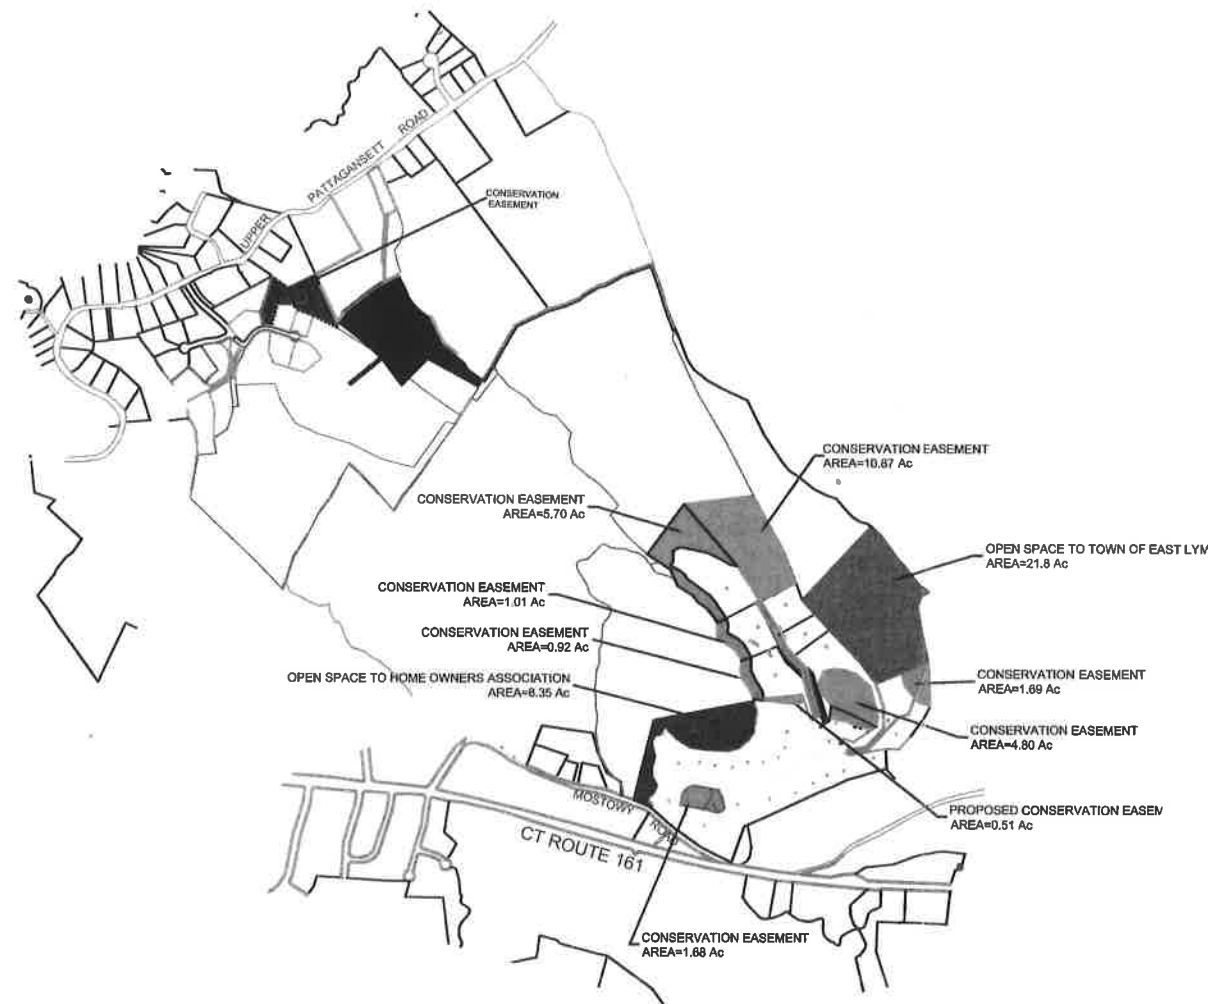 UPPER PATTAGANSETT ROAD
CONSERVATION
EASEMENT
CONSERVATION EASEMENT
AREA=10.87 Ac
CONSERVATION EASEMENT
AREA=5.70 Ac
OPEN SPACE TO TOWN OF EAST LYM
AREA=21.8 Ac
CONSERVATION EASEMENT
AREA=1.01 Ac
CONSERVATION EASEMENT
AREA=0.92 Ac
OPEN SPACE TO HOME OWNERS ASSOCIATION
AREA=8.35 Ac
CONSERVATION EASEMENT
AREA=1.69 Ac
CONSERVATION EASEMENT
AREA=4.80 Ac
PROPOSED CONSERVATION EASEM
AREA=0.51 Ac
MOSTOWY ROAD
CT ROUTE 161
CONSERVATION EASEMENT
AREA=1.68 Ac